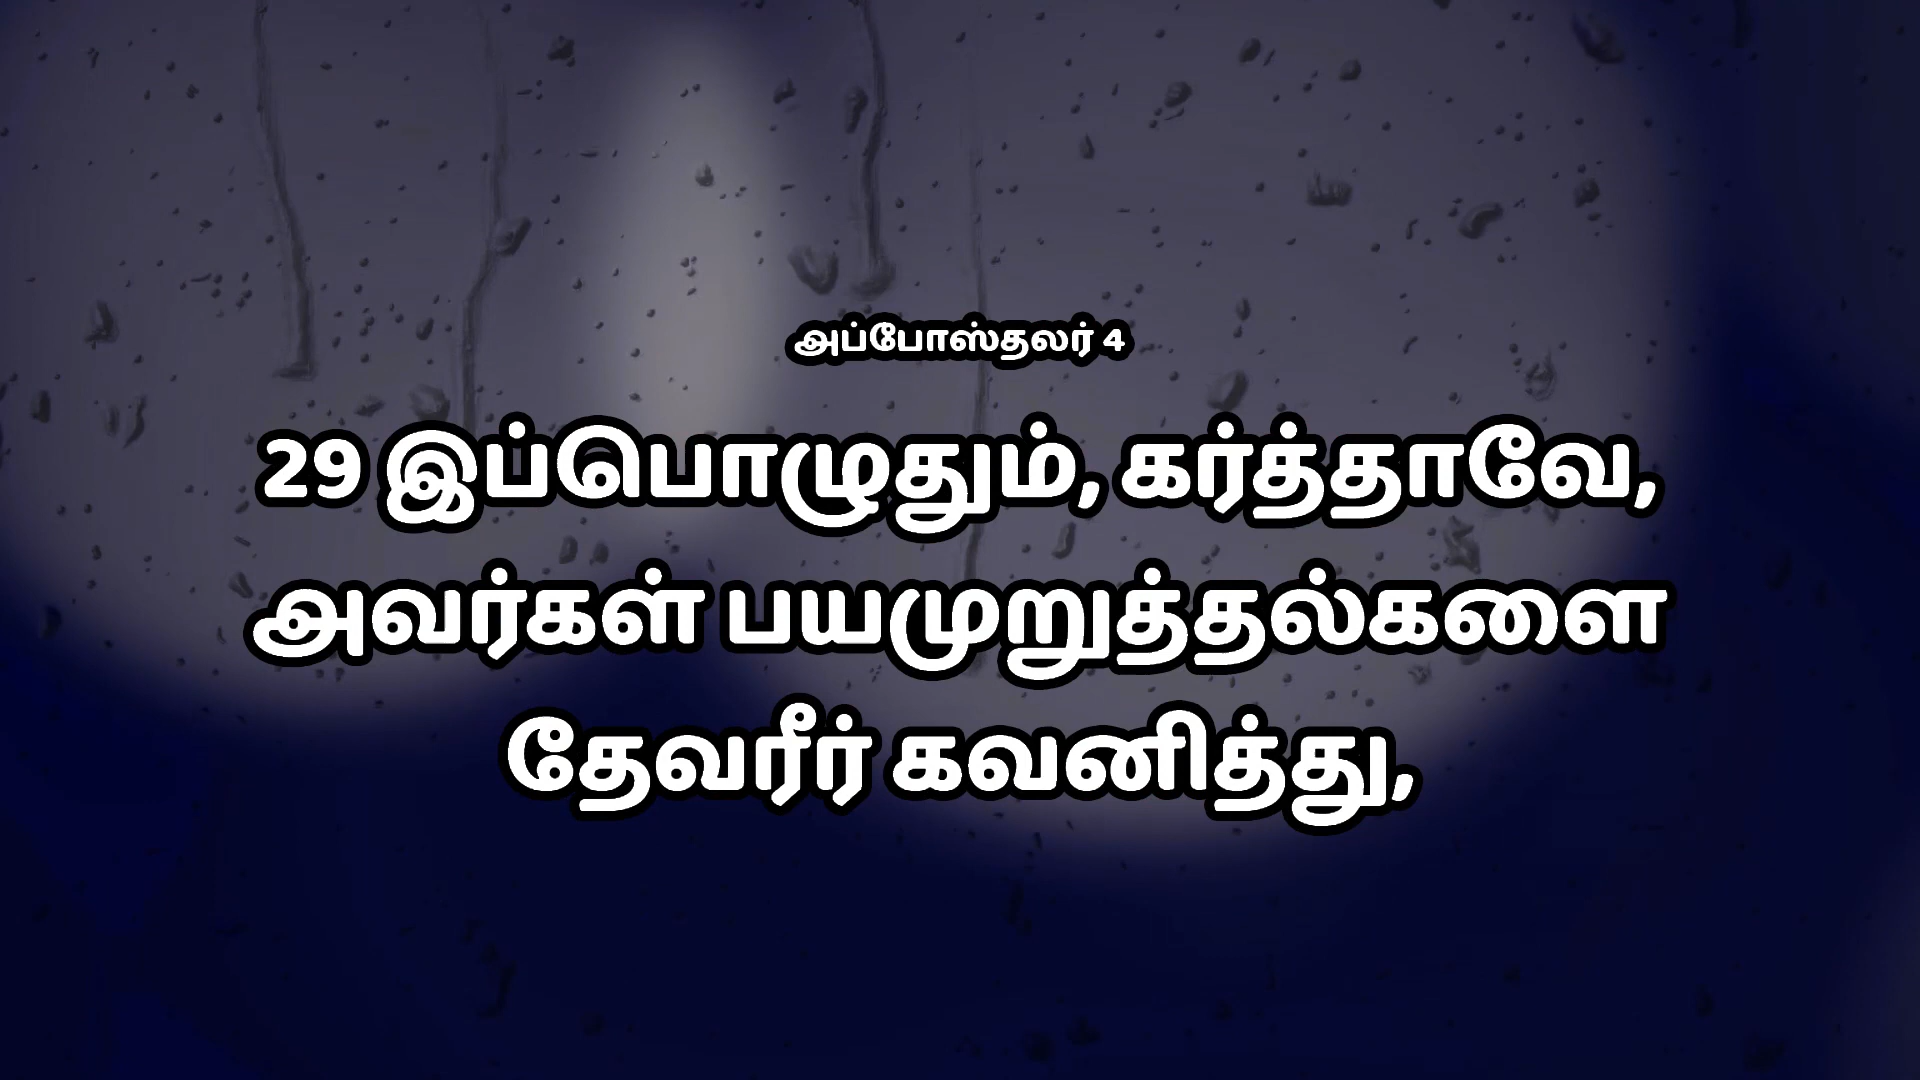 அப்போஸ்தலர் 4
29 இப்பொழுதும், கர்த்தாவே,
அவர்கள் பயமுறுத்தல்களை
தேவரீர் கவனித்து,